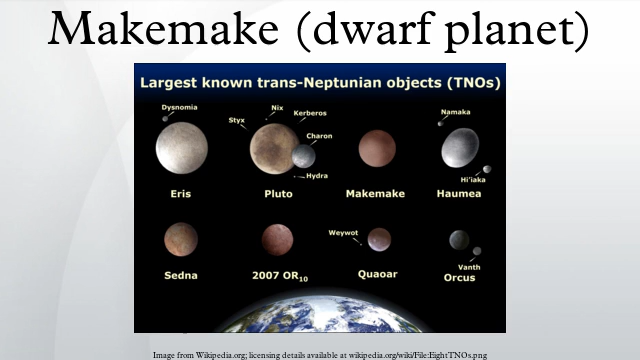 Makemake (dwarf planet)
Largest known trans-Neptunian objects (TNOs)
Dysnomia
Eris
Nix
Kerberos
Styx
Charon
Hydra
Pluto
Makemake
Namaka
Hi'iaka
Haumea
Sedna
2007 OR10
Weywot
Quaoar
Vanth
Orcus
Image from Wikipedia.org; licensing details available at wikipedia.org/wiki/File:EightTNOs.png